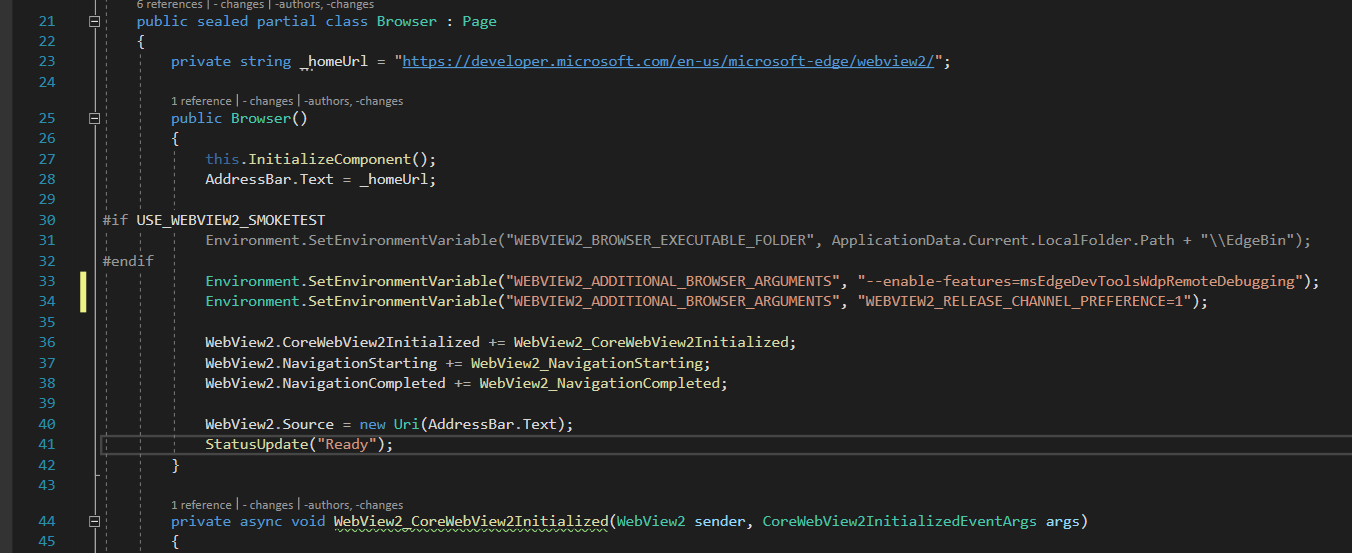 6 references | - changes | -authors, -changes
21 public sealed partial class Browser : Page
22 {
23 private string _homeUrl = "https://developer.microsoft.com/en-us/microsoft-edge/webview2/";
24
1 reference | - changes | -authors, -changes
25 public Browser()
26 {
27 this.InitializeComponent();
28 AddressBar.Text = _homeUrl;
29
30 #if USE_WEBVIEW2_SMOKETEST
31 Environment.SetEnvironmentVariable("WEBVIEW2_BROWSER_EXECUTABLE_FOLDER", ApplicationData.Current.LocalFolder.Path + "\\EdgeBin");
32 #endif
33 Environment.SetEnvironmentVariable("WEBVIEW2_ADDITIONAL_BROWSER_ARGUMENTS", "--enable-features=msEdgeDevToolsWdpRemoteDebugging");
34 Environment.SetEnvironmentVariable("WEBVIEW2_ADDITIONAL_BROWSER_ARGUMENTS", "WEBVIEW2_RELEASE_CHANNEL_PREFERENCE=1");
35
36 WebView2.CoreWebView2Initialized += WebView2_CoreWebView2Initialized;
37 WebView2.NavigationStarting += WebView2_NavigationStarting;
38 WebView2.NavigationCompleted += WebView2_NavigationCompleted;
39
40 WebView2.Source = new Uri(AddressBar.Text);
41 StatusUpdate("Ready");
42 }
43
1 reference | - changes | -authors, -changes
44 private async void WebView2_CoreWebView2Initialized(WebView2 sender, CoreWebView2InitializedEventArgs args)
45 {